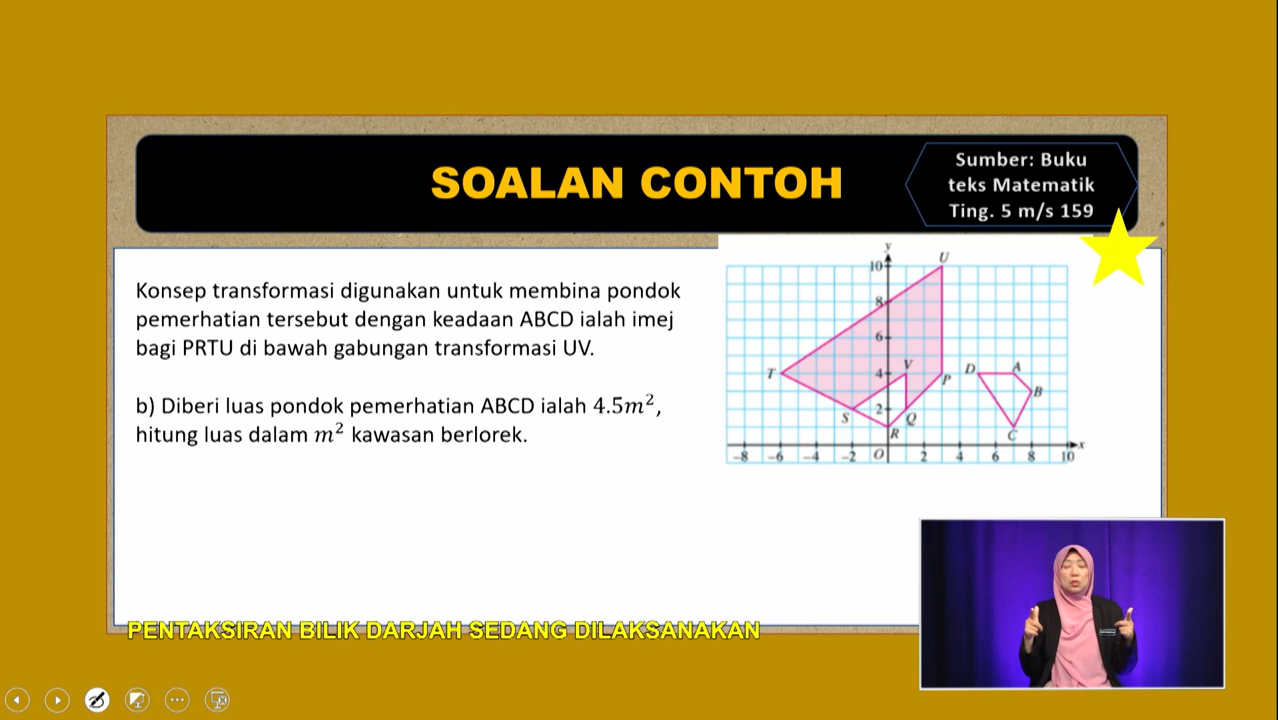 SOALAN CONTOH
Sumber: Buku
teks Matematik
Ting. 5 m/s 159
Konsep transformasi digunakan untuk membina pondok
pemerhatian tersebut dengan keadaan ABCD ialah imej
bagi PRTU di bawah gabungan transformasi UV.
b) Diberi luas pondok pemerhatian ABCD ialah 4.5m²,
hitung luas dalam m² kawasan berlorek.
y
U
10
8
6
T
4
V
P
D
A
B
2
S
Q
R
C
-8 -6 -4 -2 O 2 4 6 8 10
x
PENTAKSIRAN BILIK DARJAH SEDANG DILAKSANAKAN